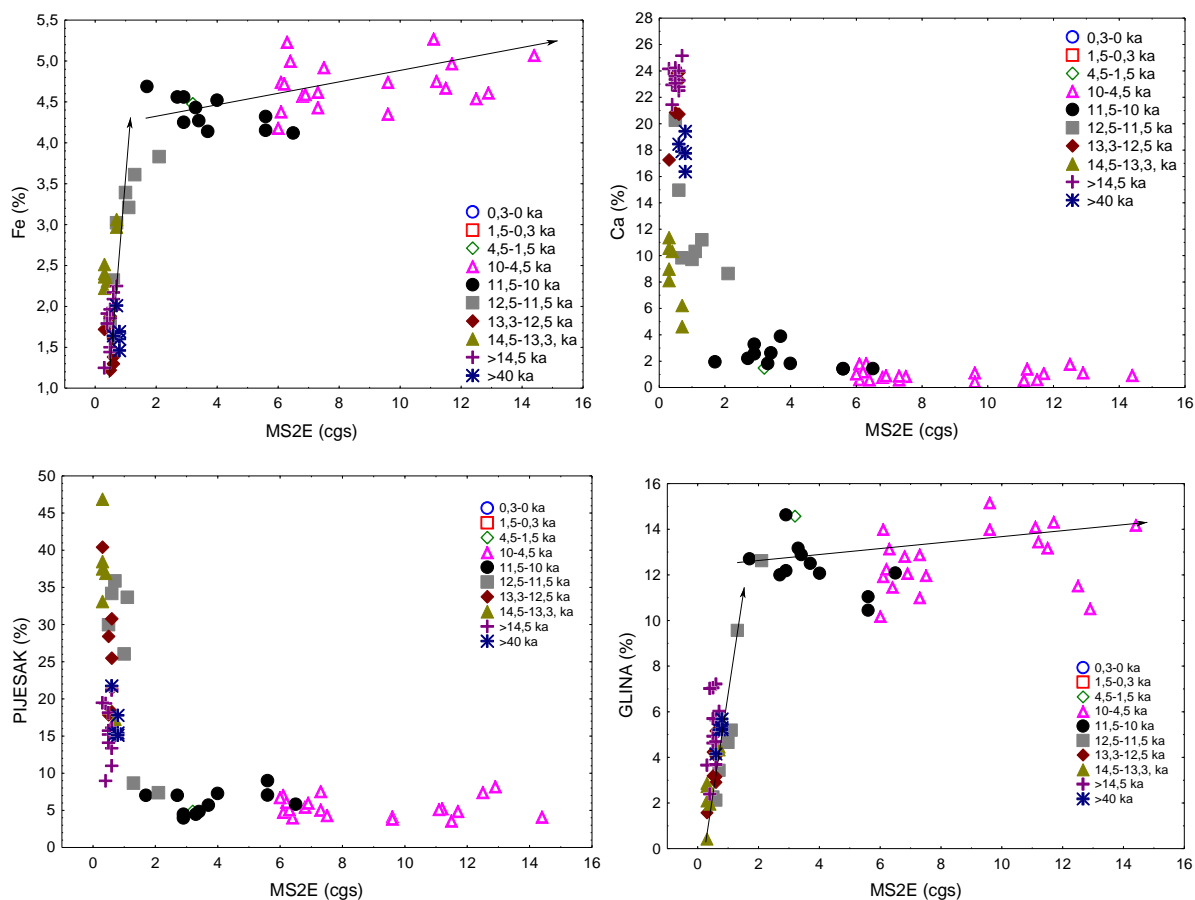 5,5
5,0
4,5
4,0
3,5
3,0
2,5
2,0
1,5
1,0
Fe (%)
0 2 4 6 8 10 12 14 16
MS2E (cgs)
0,3-0 ka
1,5-0,3 ka
4,5-1,5 ka
10-4,5 ka
11,5-10 ka
12,5-11,5 ka
13,3-12,5 ka
14,5-13,3, ka
>14,5 ka
>40 ka
28
26
24
22
20
18
16
14
12
10
8
6
4
2
0
Ca (%)
0 2 4 6 8 10 12 14 16
MS2E (cgs)
0,3-0 ka
1,5-0,3 ka
4,5-1,5 ka
10-4,5 ka
11,5-10 ka
12,5-11,5 ka
13,3-12,5 ka
14,5-13,3, ka
>14,5 ka
>40 ka
50
45
40
35
30
25
20
15
10
5
0
PIJESAK (%)
0 2 4 6 8 10 12 14 16
MS2E (cgs)
0,3-0 ka
1,5-0,3 ka
4,5-1,5 ka
10-4,5 ka
11,5-10 ka
12,5-11,5 ka
13,3-12,5 ka
14,5-13,3, ka
>14,5 ka
>40 ka
16
14
12
10
8
6
4
2
0
GLINA (%)
0 2 4 6 8 10 12 14 16
MS2E (cgs)
0,3-0 ka
1,5-0,3 ka
4,5-1,5 ka
10-4,5 ka
11,5-10 ka
12,5-11,5 ka
13,3-12,5 ka
14,5-13,3, ka
>14,5 ka
>40 ka